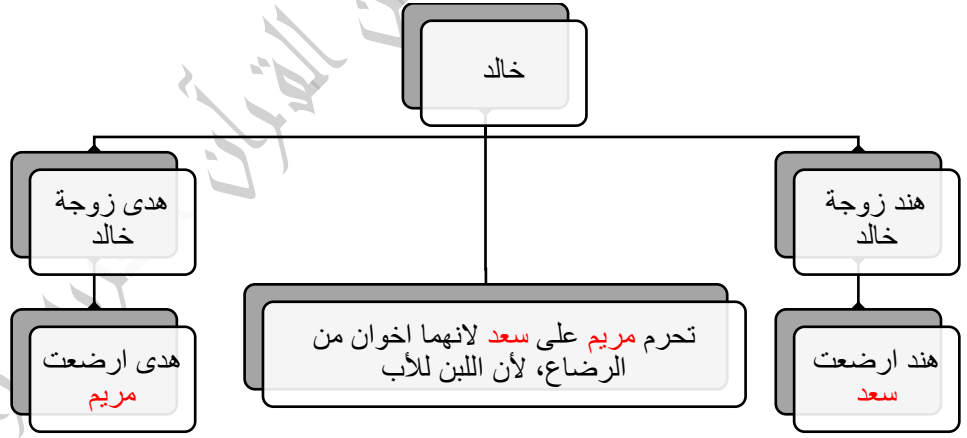 خالد
هند زوجة
خالد
هدى زوجة
خالد
هند ارضعت
سعد
تحرم مريم على سعد لانهما اخوان من
الرضاع، لأن اللبن للأب
هدى ارضعت
مريم
القرآن